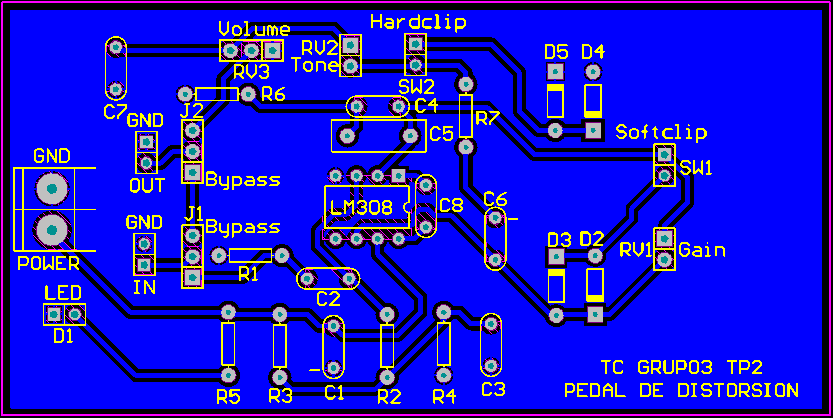 Volume
Hardclip
RV2
Tone
D5 D4
RV3
SW2
C7
R6
J2
C4
R7
GND
C5
Softclip
GND
SW1
OUT
Bypass
LM308
C8
C6
J1
GND
Bypass
D3 D2
RV1 Gain
POWER
IN
R1
LED
C2
D1
R5 R3 C1 R2 R4 C3
TC GRUPO3 TP2
PEDAL DE DISTORSION